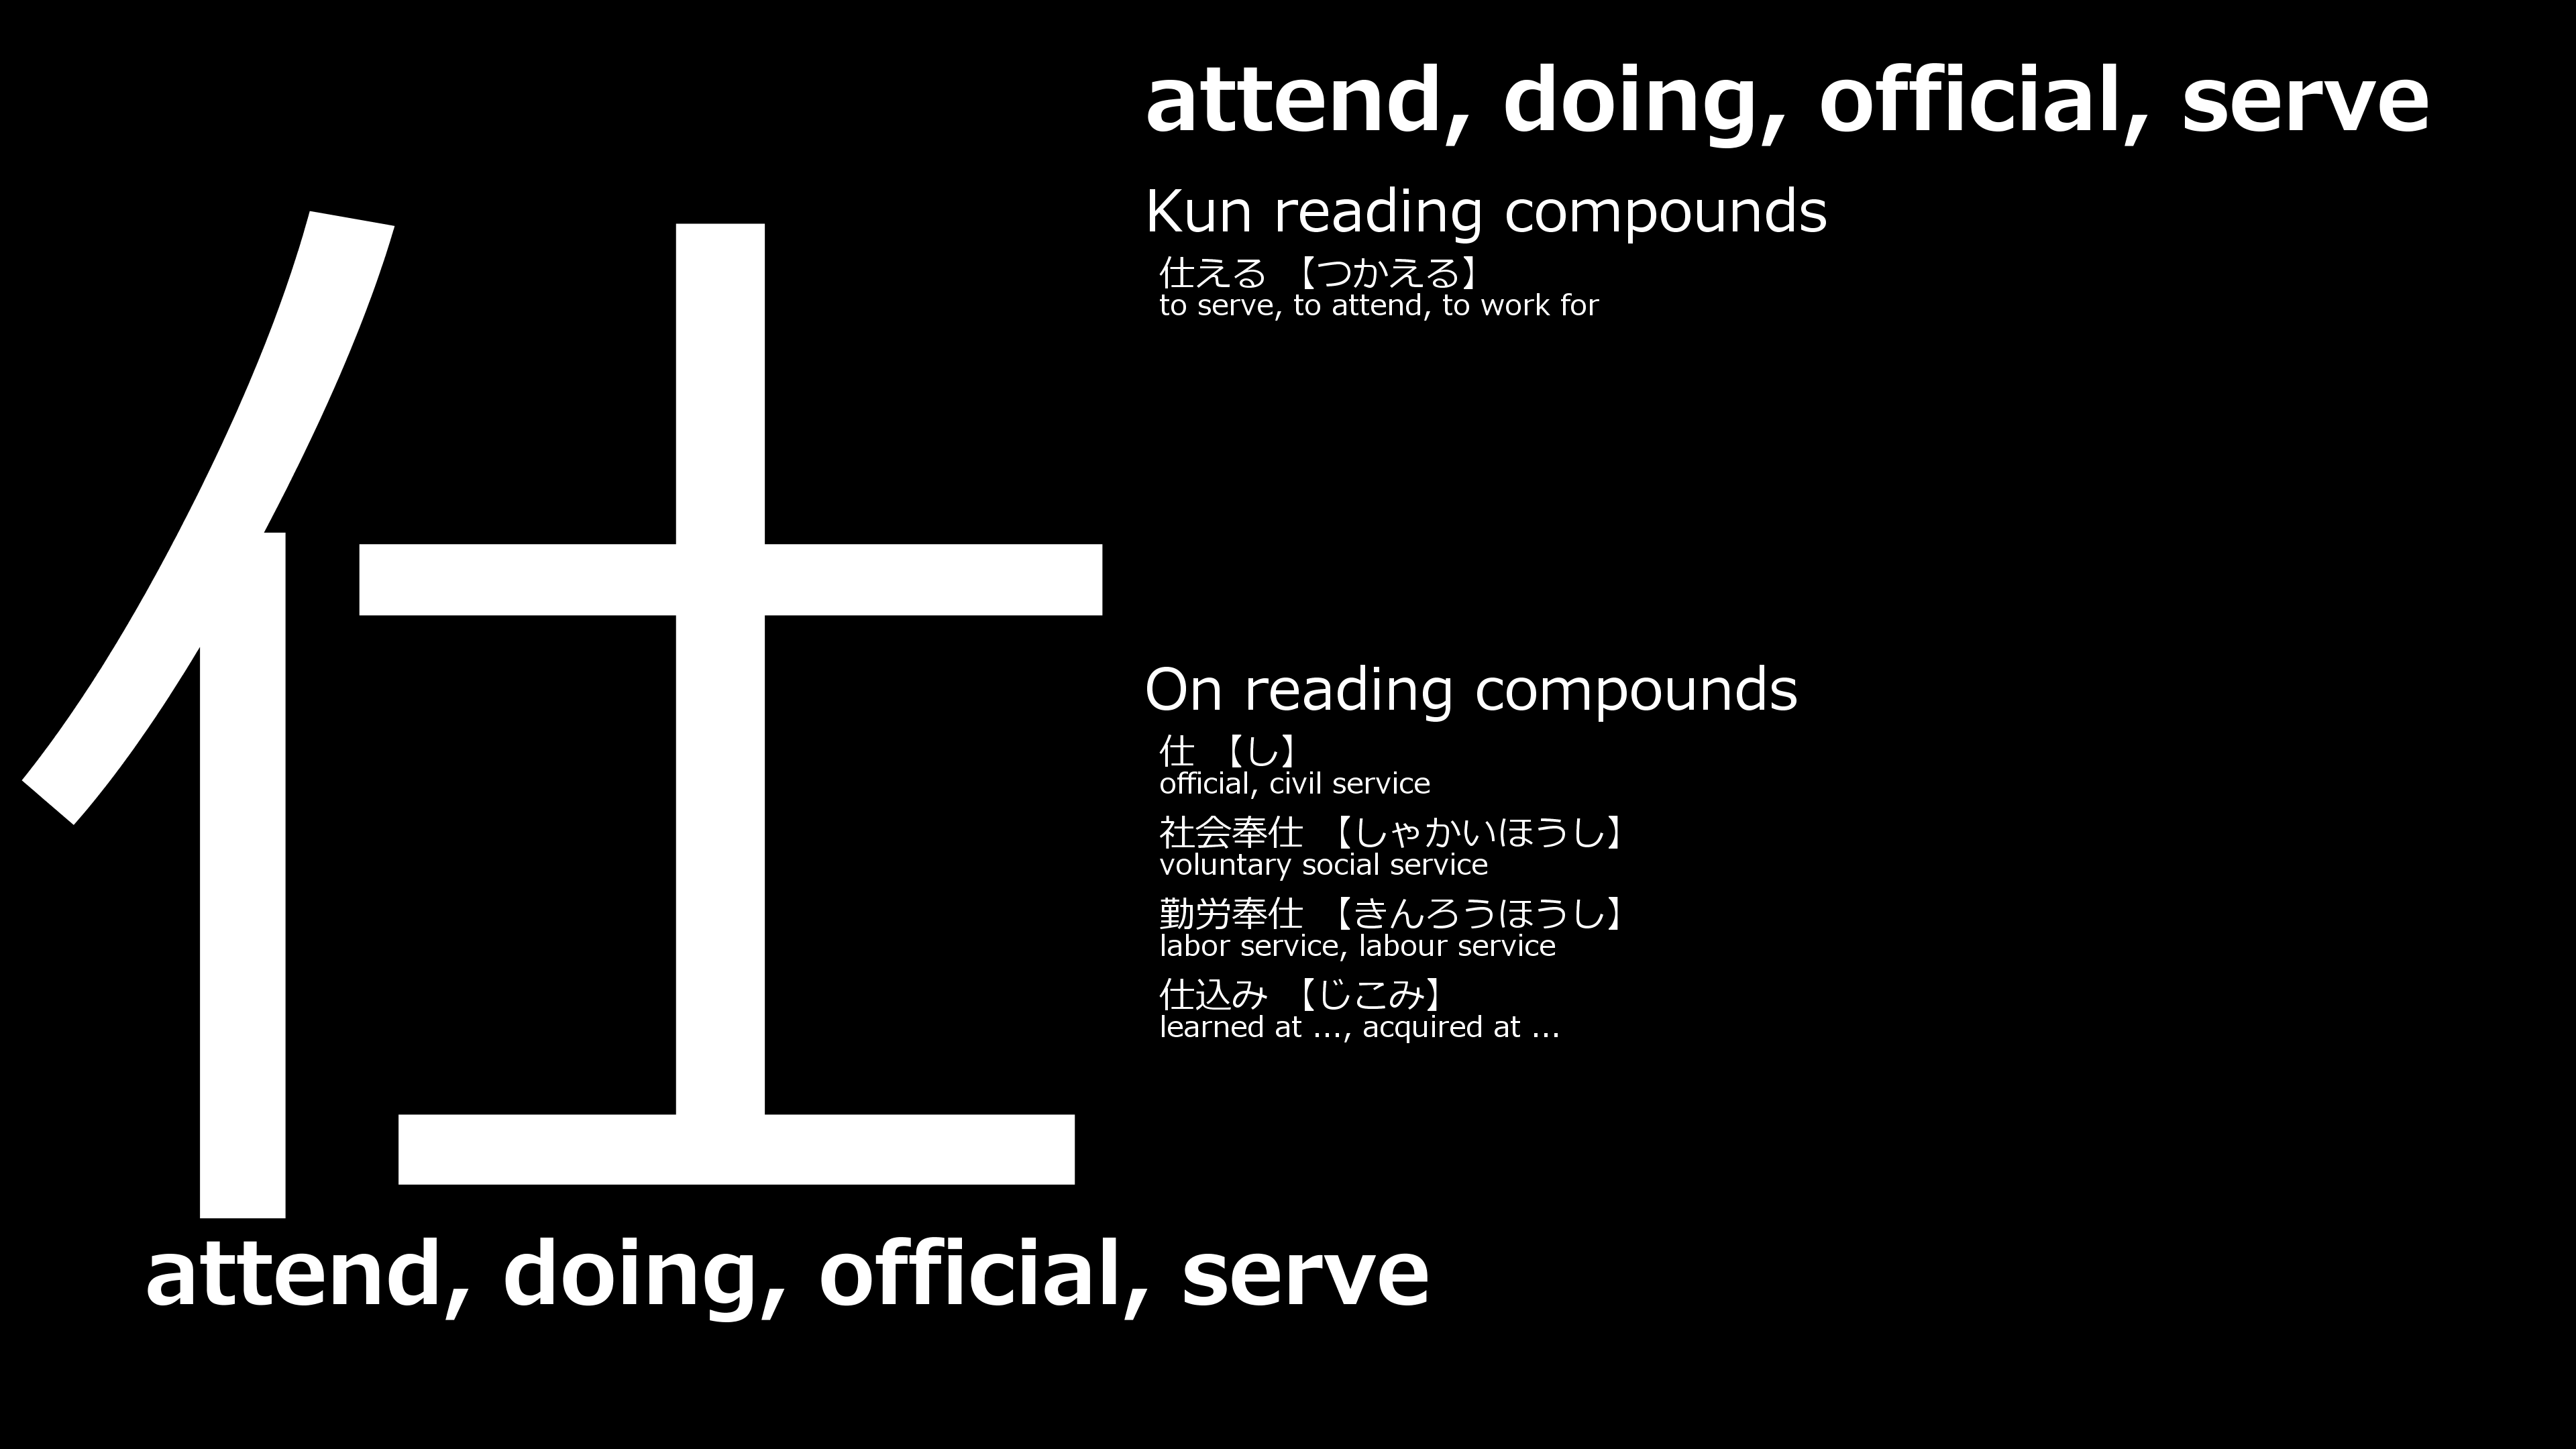 仕
attend, doing, official, serve
attend, doing, official, serve
Kun reading compounds
仕える 【つかえる】
to serve, to attend, to work for
On reading compounds
仕 【し】
official, civil service
社会奉仕 【しゃかいほうし】
voluntary social service
勤労奉仕 【きんろうほうし】
labor service, labour service
仕込み 【じこみ】
learned at ..., acquired at ...